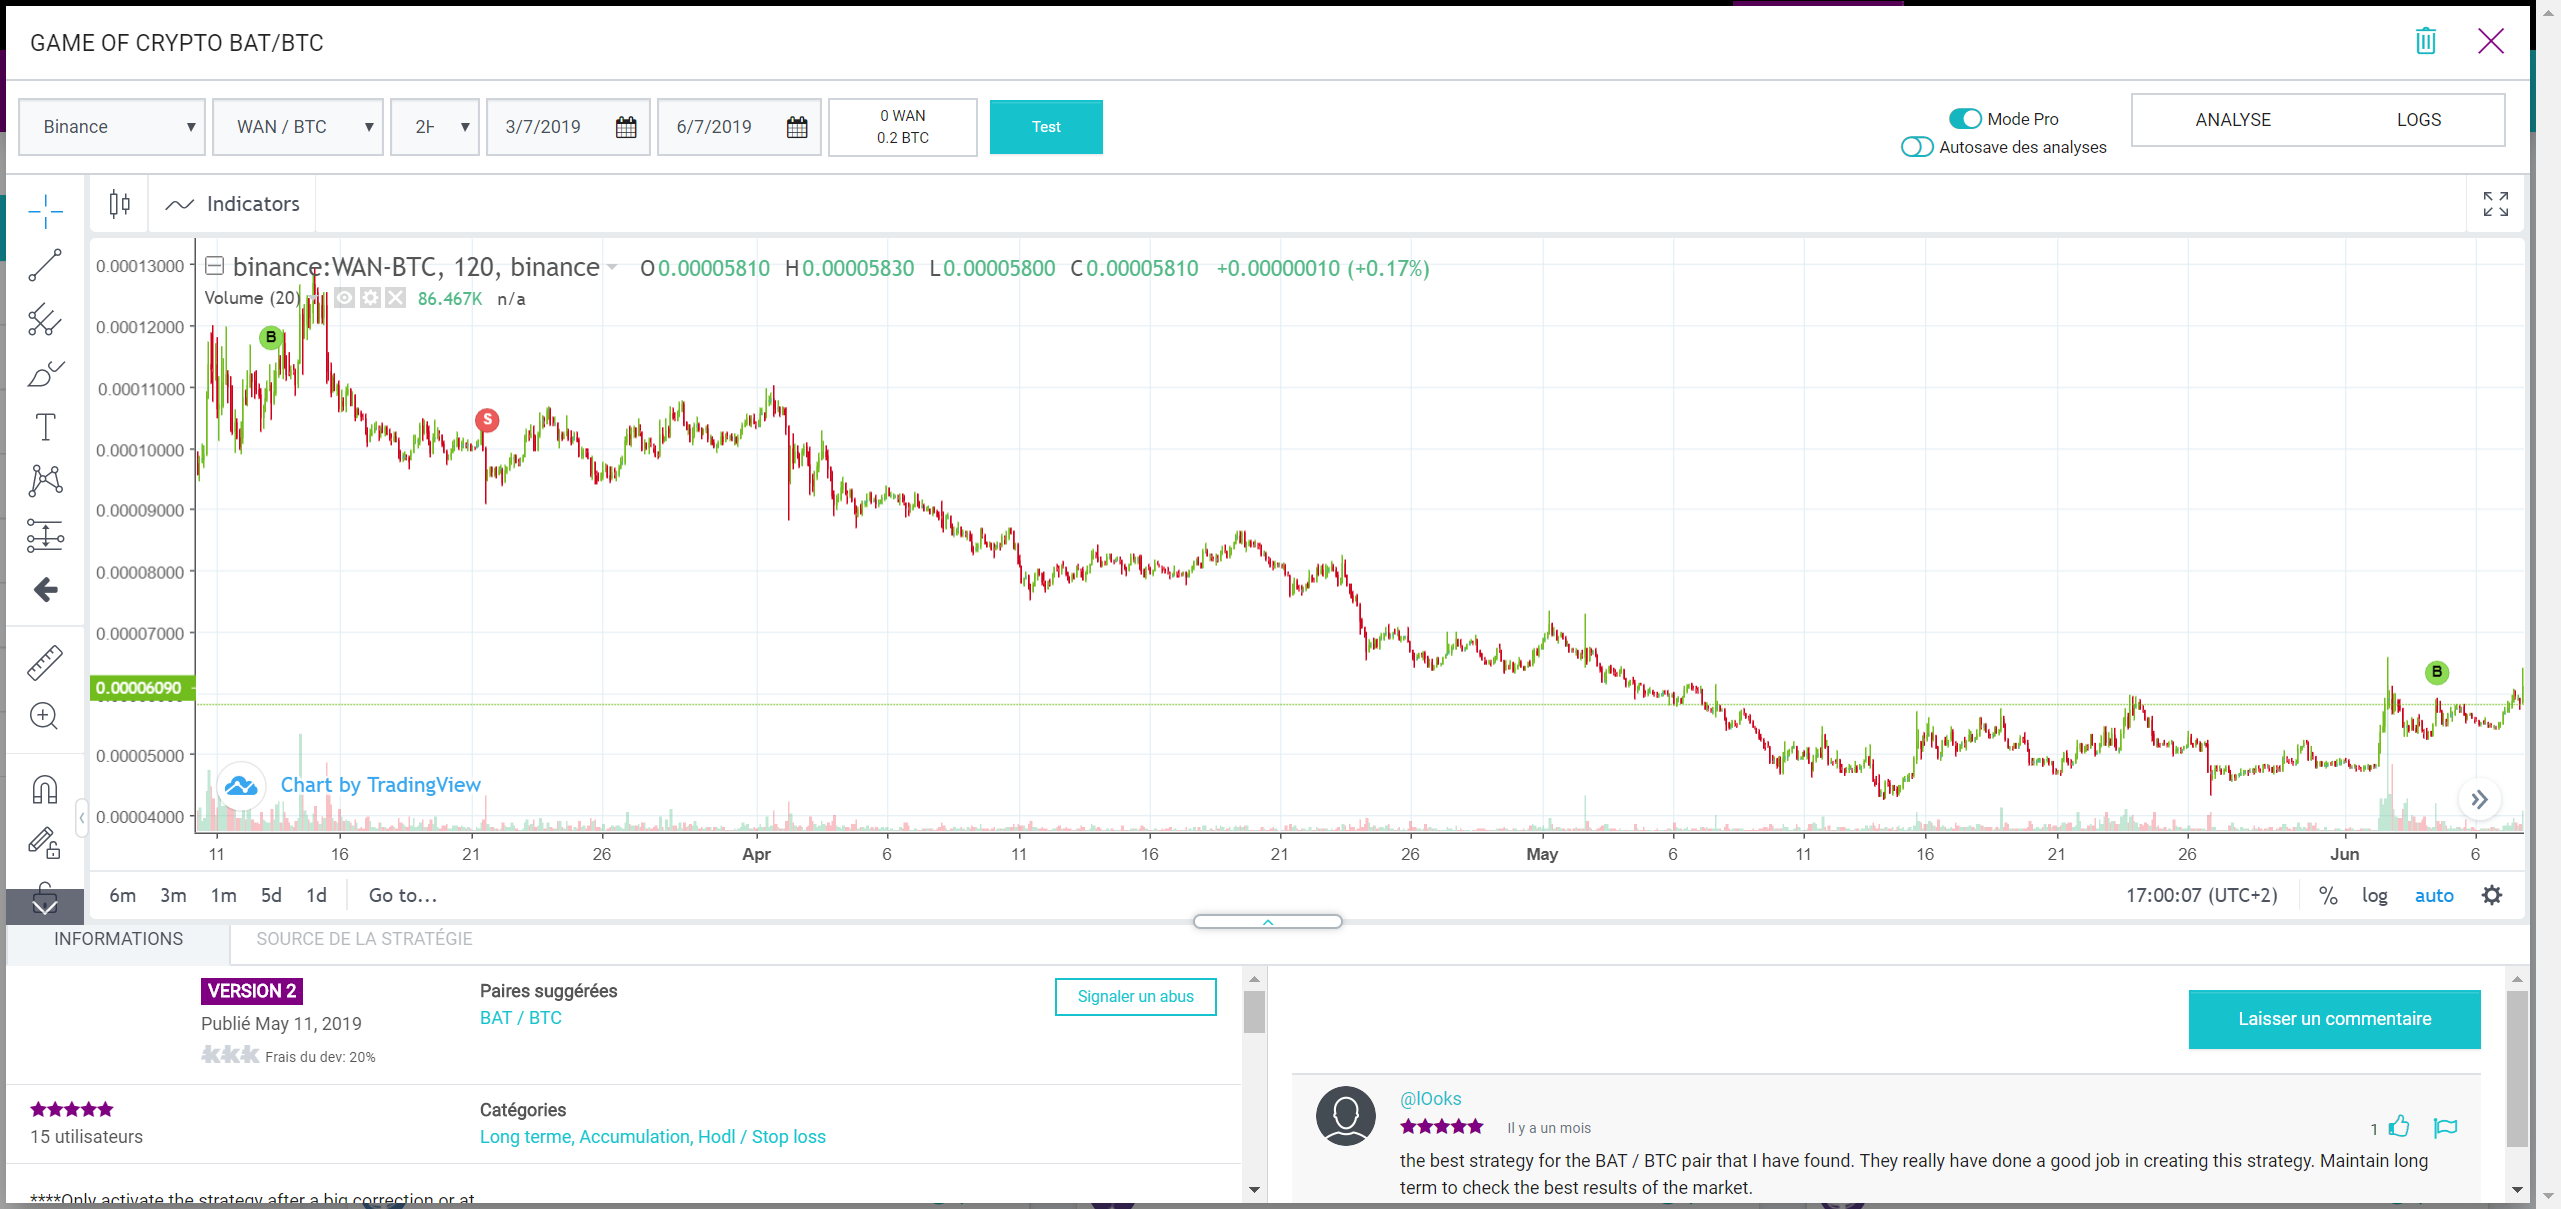 GAME OF CRYPTO BAT/BTC
Binance
WAN / BTC
2H
3/7/2019
6/7/2019
0 WAN
0.2 BTC
Test
Mode Pro
Autosave des analyses
ANALYSE
LOGS
Indicators
binance:WAN-BTC, 120, binance O0.00005810 H0.00005830 L0.00005800 C0.00005810 +0.00000010 (+0.17%)
Volume (20) 86.467K n/a
0.00013000
0.00012000
0.00011000
0.00010000
0.00009000
0.00008000
0.00007000
0.00006090
0.00005000
0.00004000
B
S
B
Chart by TradingView
11 16 21 26 Apr 6 11 16 21 26 May 6 11 16 21 26 Jun 6
6m 3m 1m 5d 1d Go to...
17:00:07 (UTC+2) % log auto
INFORMATIONS
SOURCE DE LA STRATÉGIE
VERSION 2
Publié May 11, 2019
Frais du dev: 20%
Paires suggérées
BAT / BTC
Signaler un abus
15 utilisateurs
Catégories
Long terme, Accumulation, Hodl / Stop loss
****Only activate the strategy after a big correction or at
Laisser un commentaire
@lOoks
Il y a un mois
1
the best strategy for the BAT / BTC pair that I have found. They really have done a good job in creating this strategy. Maintain long
term to check the best results of the market.